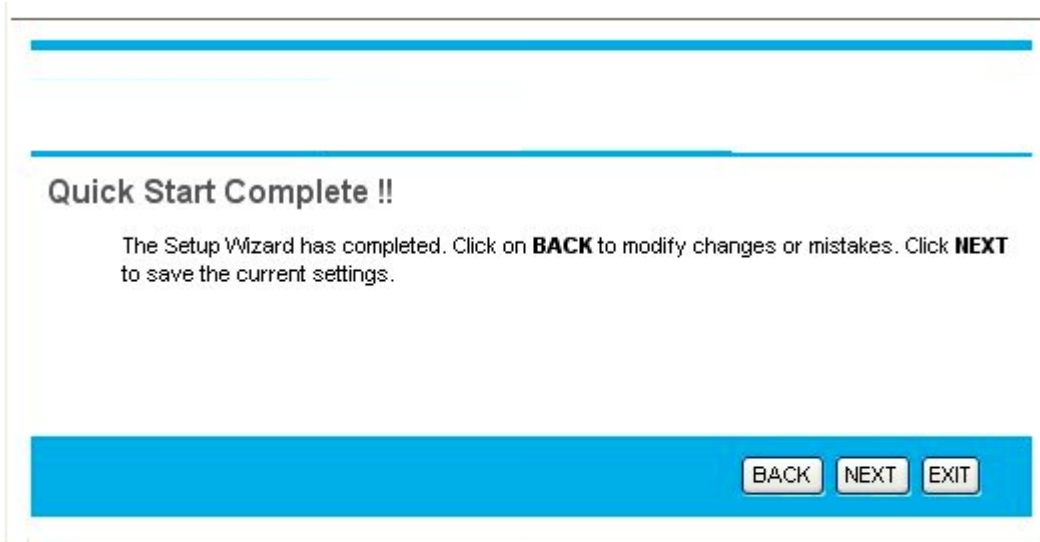 Quick Start Complete !!
The Setup Wizard has completed. Click on BACK to modify changes or mistakes. Click NEXT
to save the current settings.
BACK NEXT EXIT